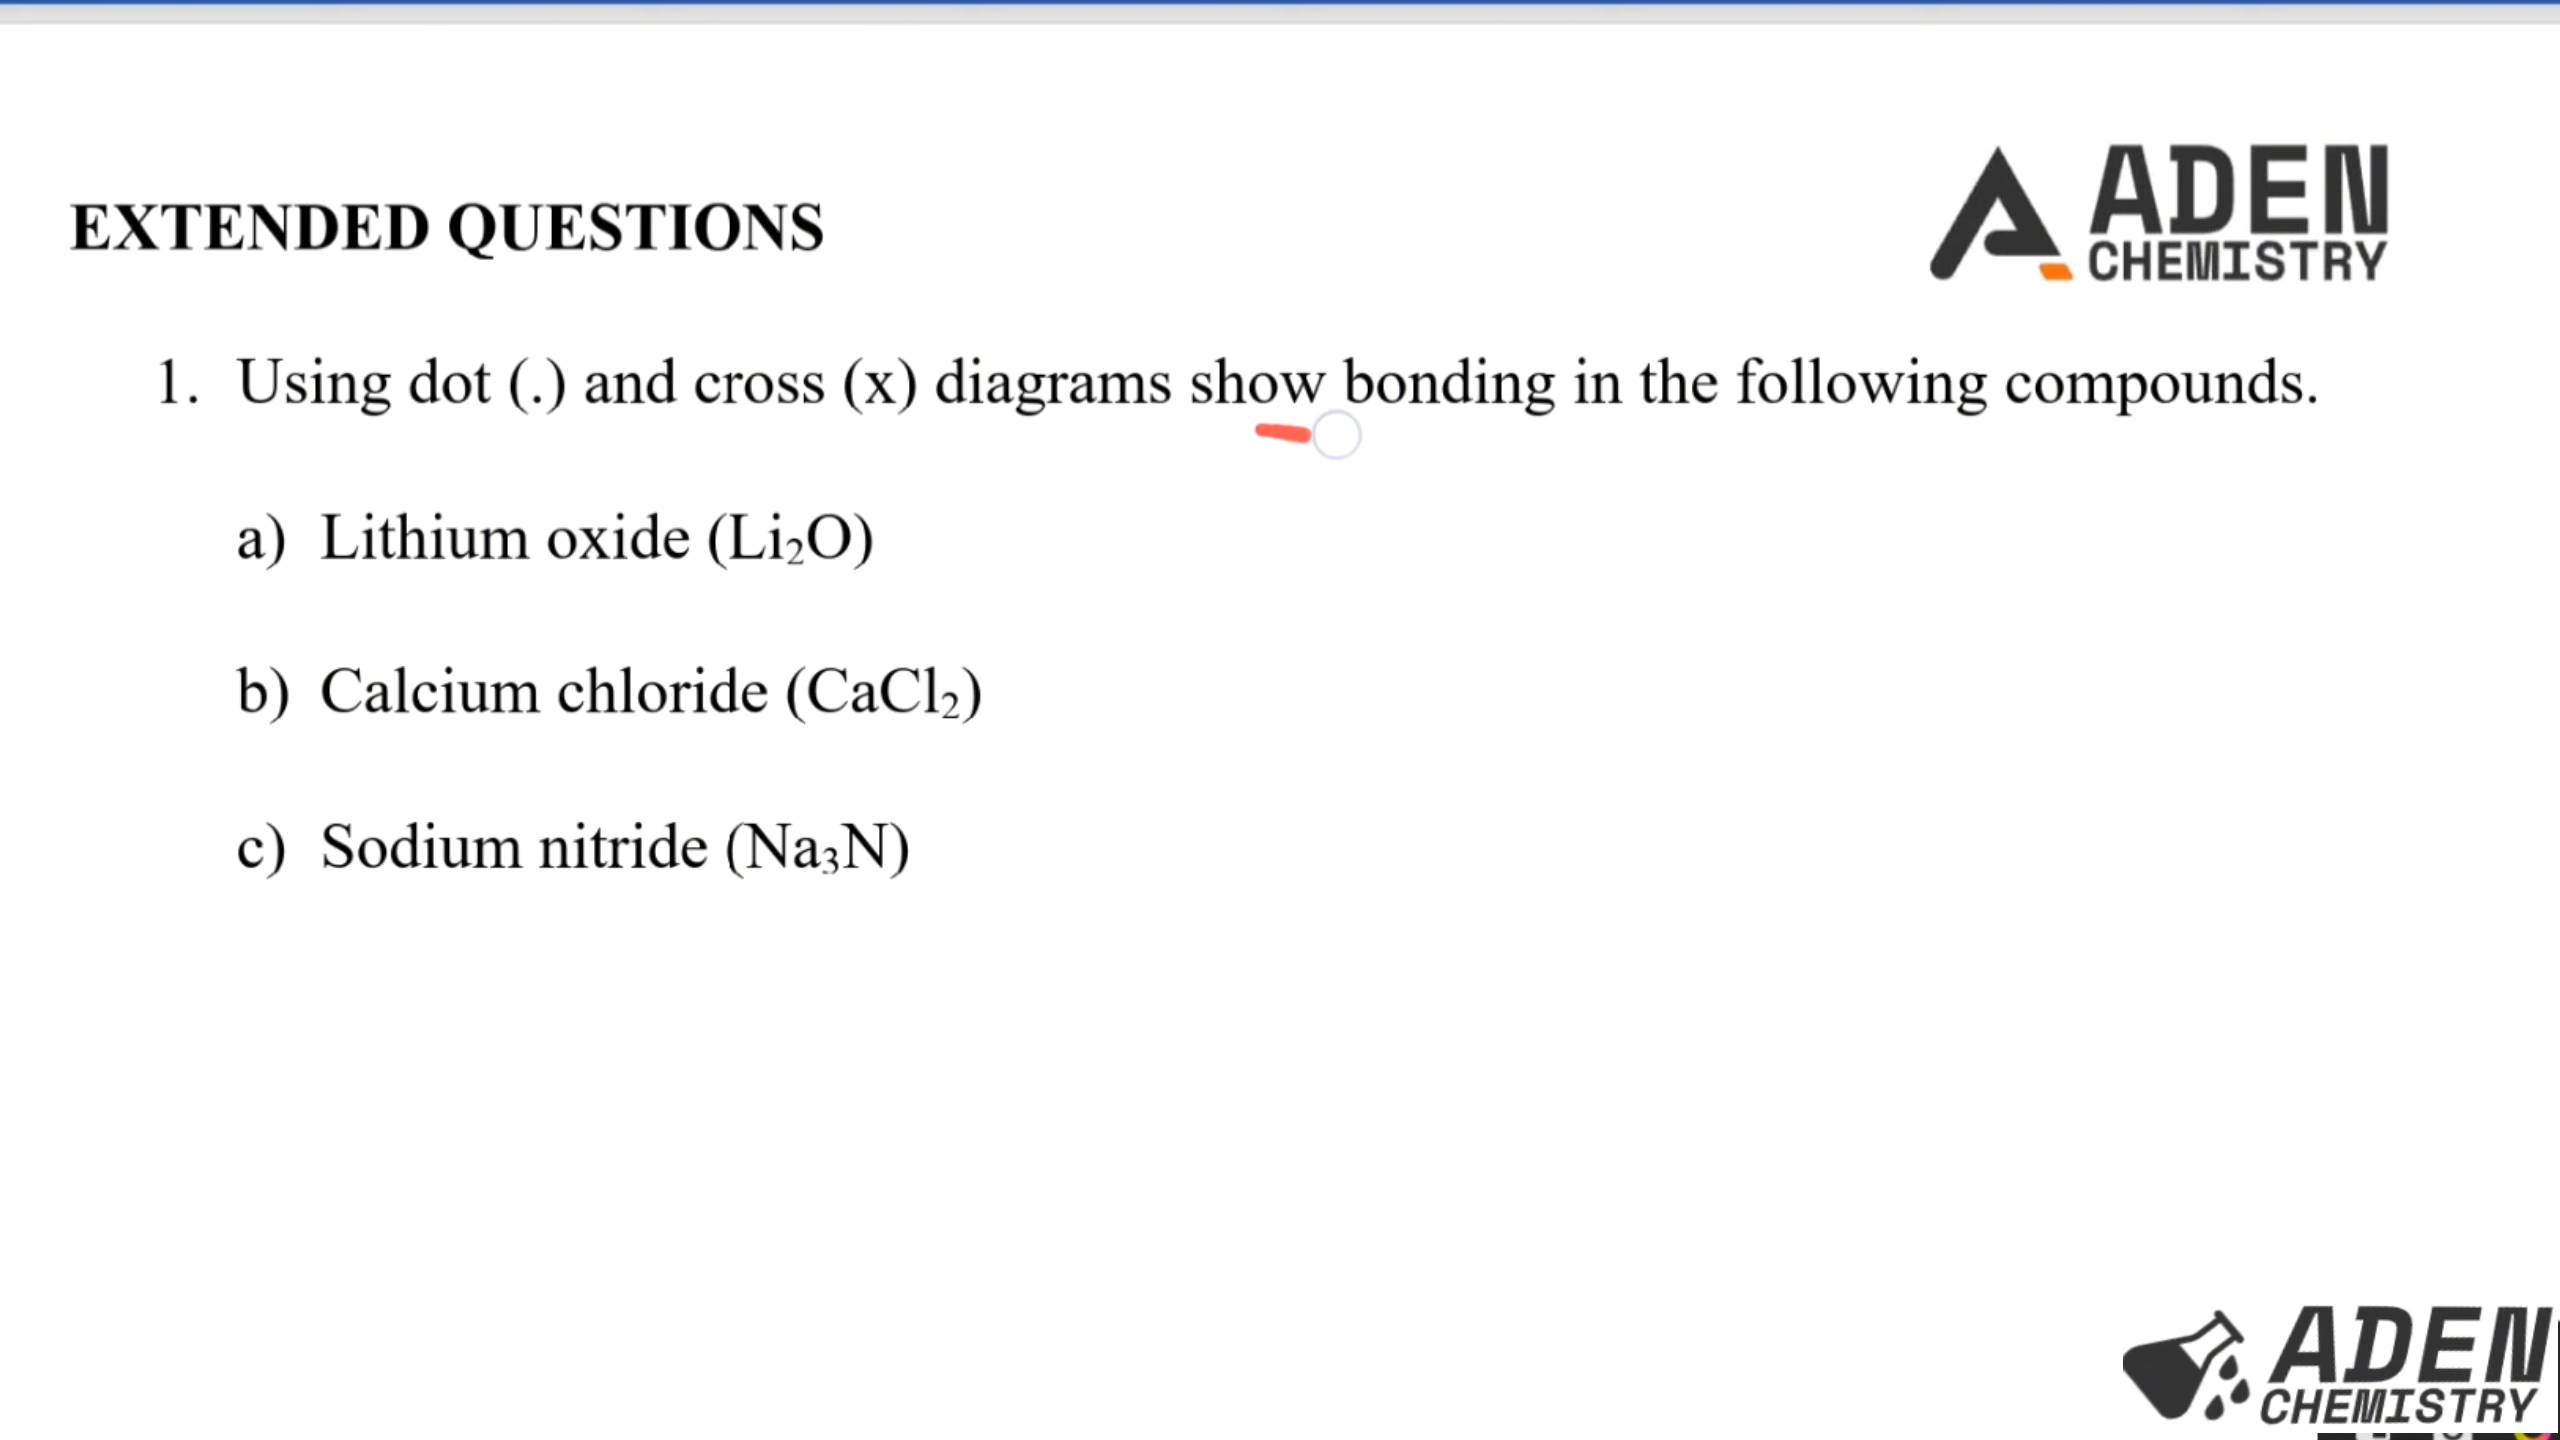 EXTENDED QUESTIONS
ADEN
CHEMISTRY
1. Using dot (.) and cross (x) diagrams show bonding in the following compounds.
a) Lithium oxide (Li₂O)
b) Calcium chloride (CaCl₂)
c) Sodium nitride (Na₃N)
ADEN
CHEMISTRY